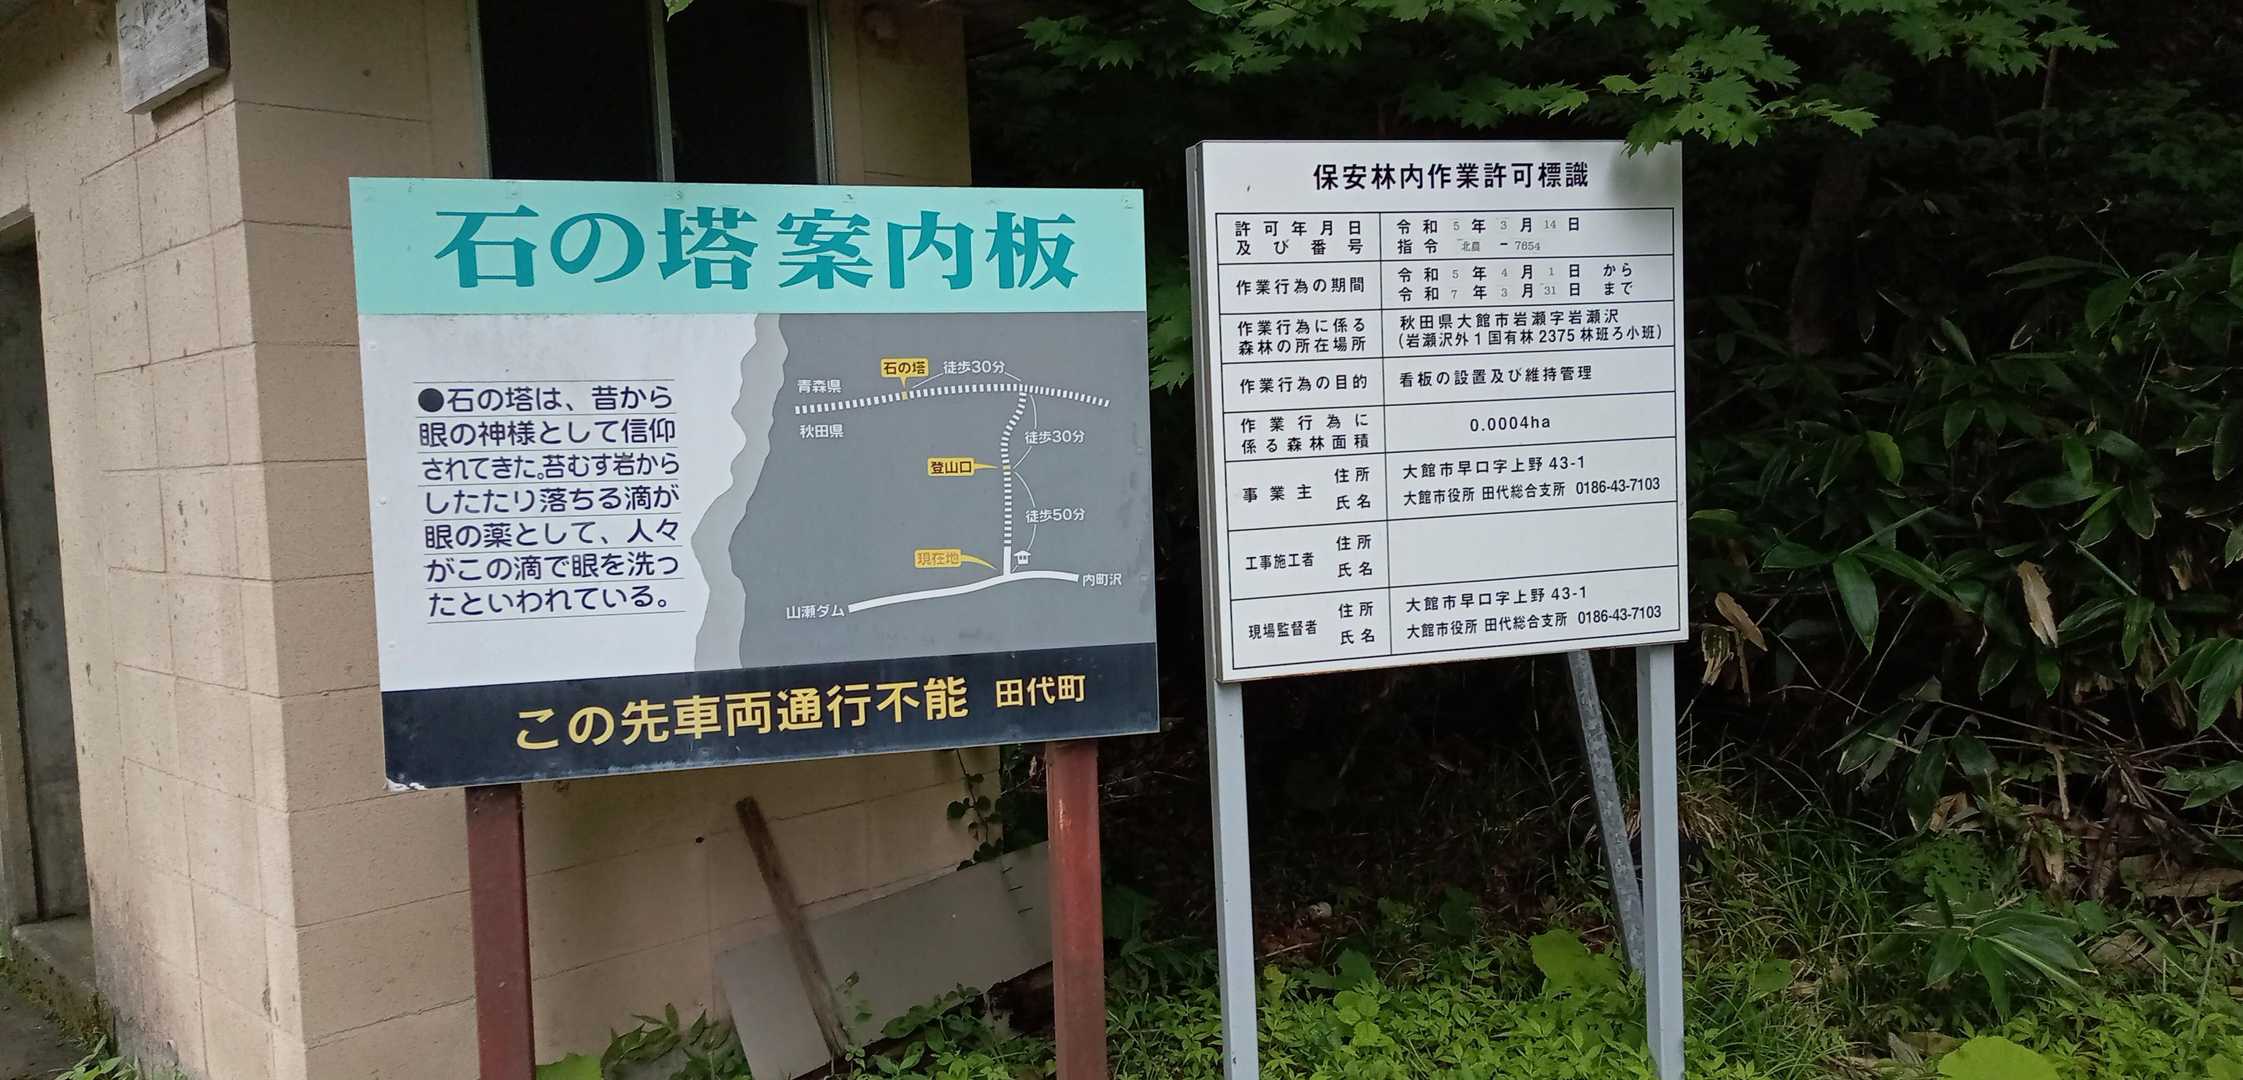 石の塔案内板
●石の塔は、昔から
眼の神様として信仰
されてきた。苔むす岩から
したたり落ちる滴が
眼の薬として、人々
がこの滴で眼を洗っ
たといわれている。
石の塔
徒歩30分
青森県
秋田県
徒歩30分
登山口
徒歩50分
現在地
内町沢
山瀬ダム
この先車両通行不能 田代町
保安林内作業許可標識
許可年月日
及び番号
令和5年3月14日
指令 北農 - 7654
作業行為の期間
令和5年4月1日 から
令和7年3月31日 まで
作業行為に係る
森林の所在場所
秋田県大館市岩瀬字岩瀬沢
(岩瀬沢外1国有林2375林班ろ小班)
作業行為の目的
看板の設置及び維持管理
作業行為に
係る森林面積
0.0004ha
事業主
住所
氏名
大館市早口字上野43-1
大館市役所 田代総合支所 0186-43-7103
工事施工者
住所
氏名
現場監督者
住所
氏名
大館市早口字上野43-1
大館市役所 田代総合支所 0186-43-7103